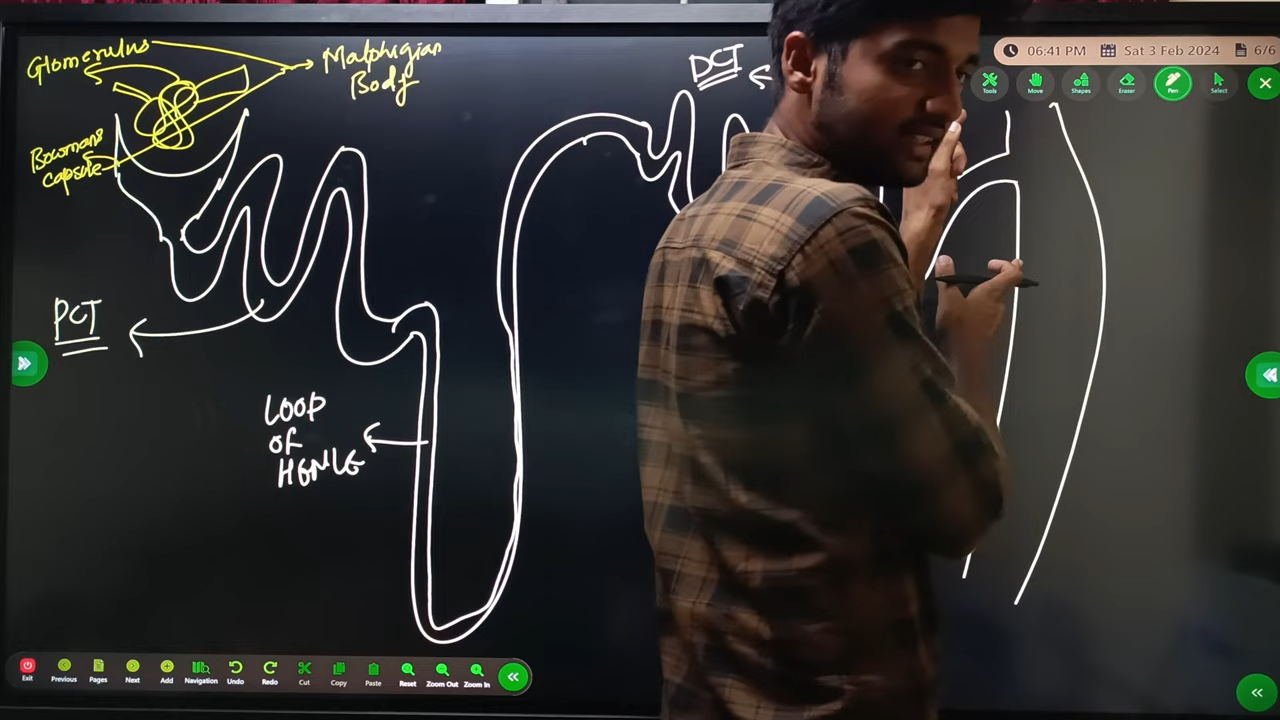 Glomerulus
Malphigian
Body
Bowmans
capsule
DCT
PCT
LOOP
OF
HENLE
06:41 PM Sat 3 Feb 2024 6/6
Tools Move Shapes Eraser Pen Select
Exit Previous Pages Next Add Navigation Undo Redo Cut Copy Paste Reset Zoom Out Zoom In